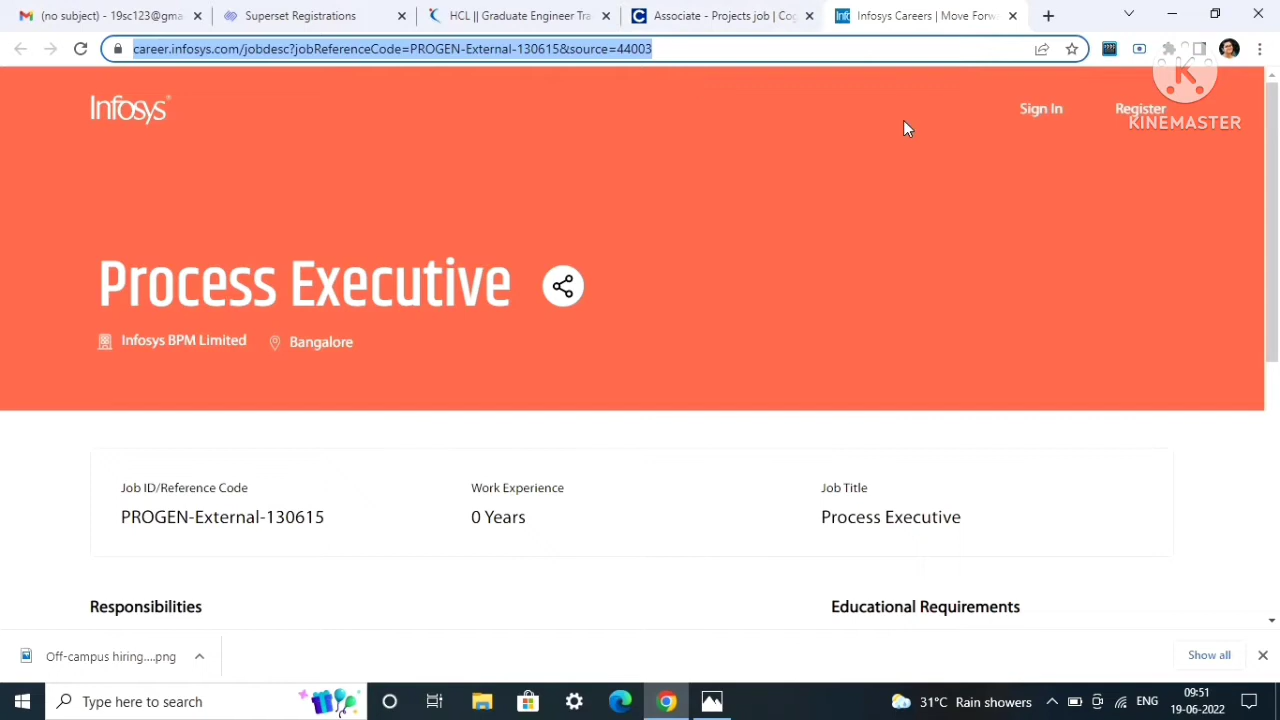 (no subject) - 19sc123@gma
Superset Registrations
HCL || Graduate Engineer Tra
Associate - Projects job | Cog
Infosys Careers | Move Forw
career.infosys.com/jobdesc?jobReferenceCode=PROGEN-External-130615&source=44003
Infosys
Sign In
Register
KINEMASTER
Process Executive
Infosys BPM Limited
Bangalore
Job ID/Reference Code
Work Experience
Job Title
PROGEN-External-130615
0 Years
Process Executive
Responsibilities
Educational Requirements
Off-campus hiring....png
Show all
Type here to search
31°C Rain showers
ENG
09:51
19-06-2022